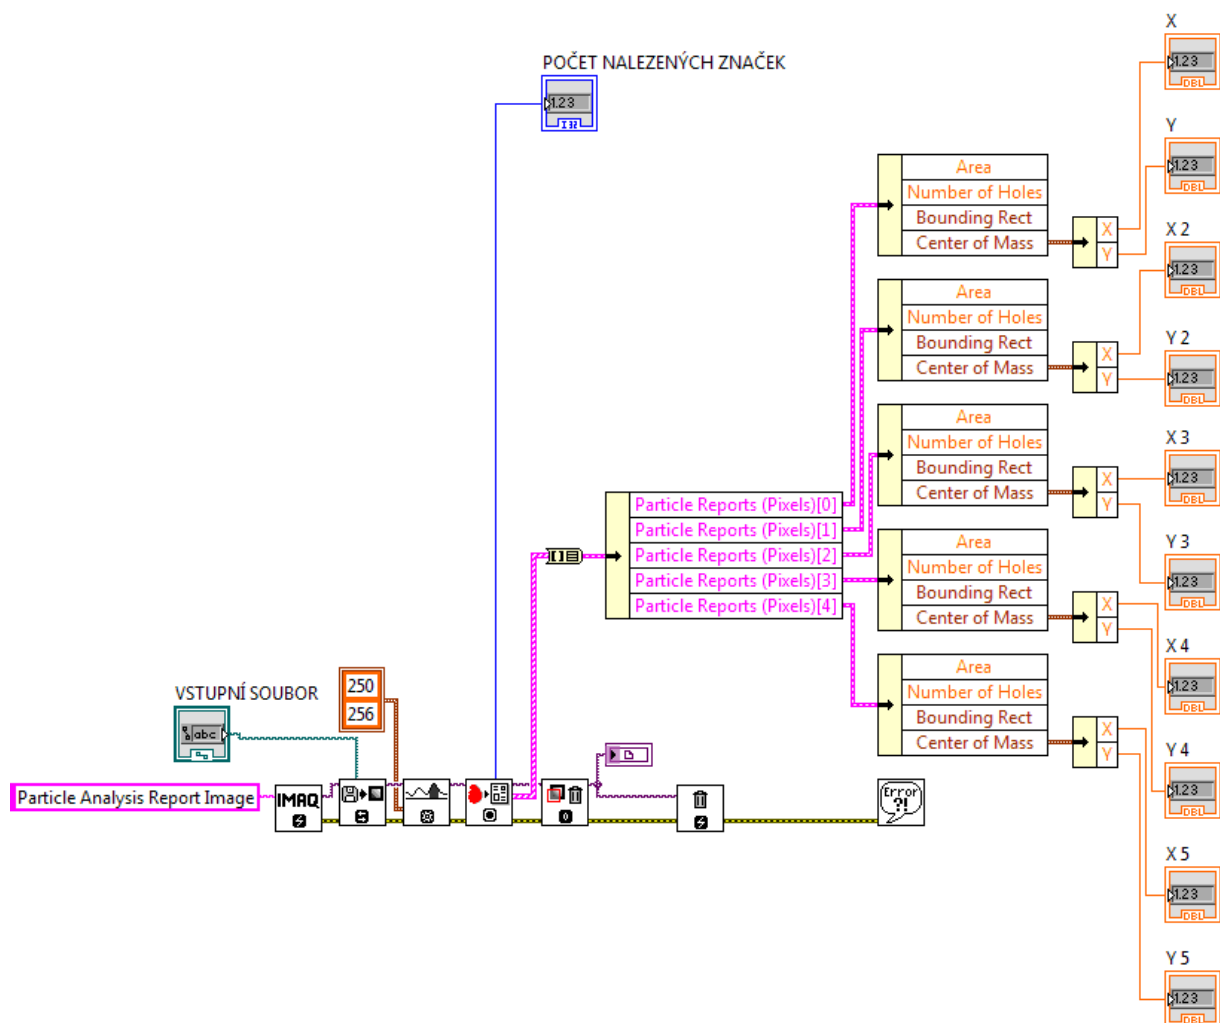 POČET NALEZENÝCH ZNAČEK
1.23
I32
X
1.23
DBL
Y
1.23
DBL
X 2
1.23
DBL
Y 2
1.23
DBL
X 3
1.23
DBL
Y 3
1.23
DBL
X 4
1.23
DBL
Y 4
1.23
DBL
X 5
1.23
DBL
Y 5
1.23
DBL
Area
Number of Holes
Bounding Rect
Center of Mass
X
Y
Area
Number of Holes
Bounding Rect
Center of Mass
X
Y
Area
Number of Holes
Bounding Rect
Center of Mass
X
Y
Area
Number of Holes
Bounding Rect
Center of Mass
X
Y
Area
Number of Holes
Bounding Rect
Center of Mass
X
Y
Particle Reports (Pixels)[0]
Particle Reports (Pixels)[1]
Particle Reports (Pixels)[2]
Particle Reports (Pixels)[3]
Particle Reports (Pixels)[4]
VSTUPNÍ SOUBOR
abc
250
256
Particle Analysis Report Image
IMAQ
Error
?!